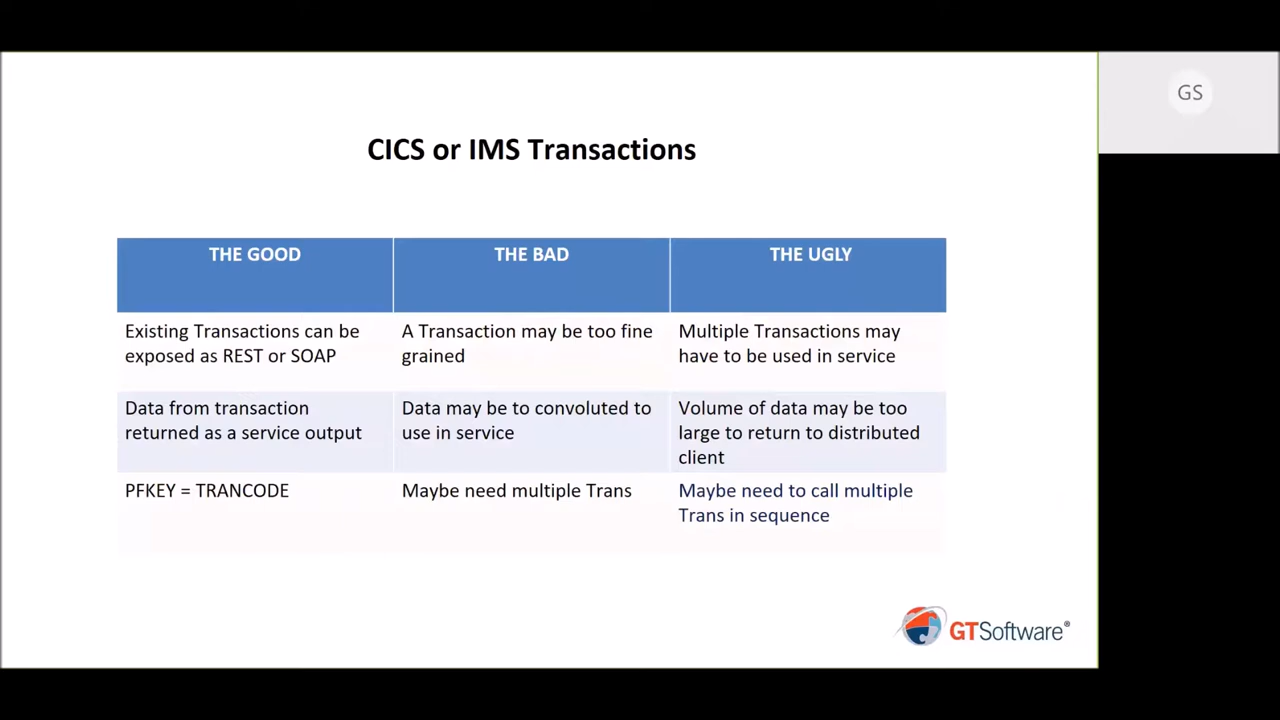 GS
CICS or IMS Transactions
THE GOOD
THE BAD
THE UGLY
Existing Transactions can be
exposed as REST or SOAP
A Transaction may be too fine
grained
Multiple Transactions may
have to be used in service
Data from transaction
returned as a service output
Data may be to convoluted to
use in service
Volume of data may be too
large to return to distributed
client
PFKEY = TRANCODE
Maybe need multiple Trans
Maybe need to call multiple
Trans in sequence
GTSoftware®